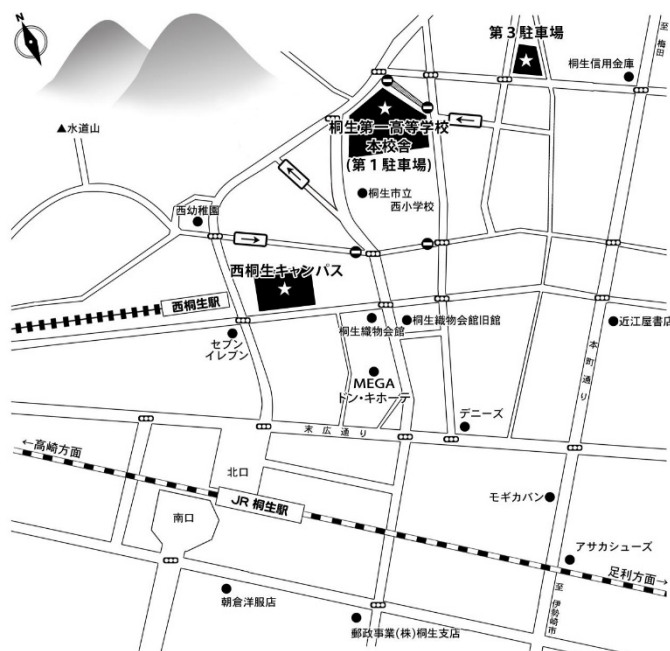 N
第3駐車場
至
梅田
桐生信用金庫
▲水道山
桐生第一高等学校
本校舎
(第1駐車場)
桐生市立
西小学校
西幼稚園
西桐生キャンパス
西桐生駅
セブン
イレブン
桐生織物会館
桐生織物会館旧館
近江屋書店
本町通り
MEGA
ドン・キホーテ
デニーズ
末広通り
←高崎方面
北口
JR 桐生駅
南口
モギカバン
アサカシューズ
足利方面→
至
伊勢崎市
朝倉洋服店
郵政事業(株)桐生支店